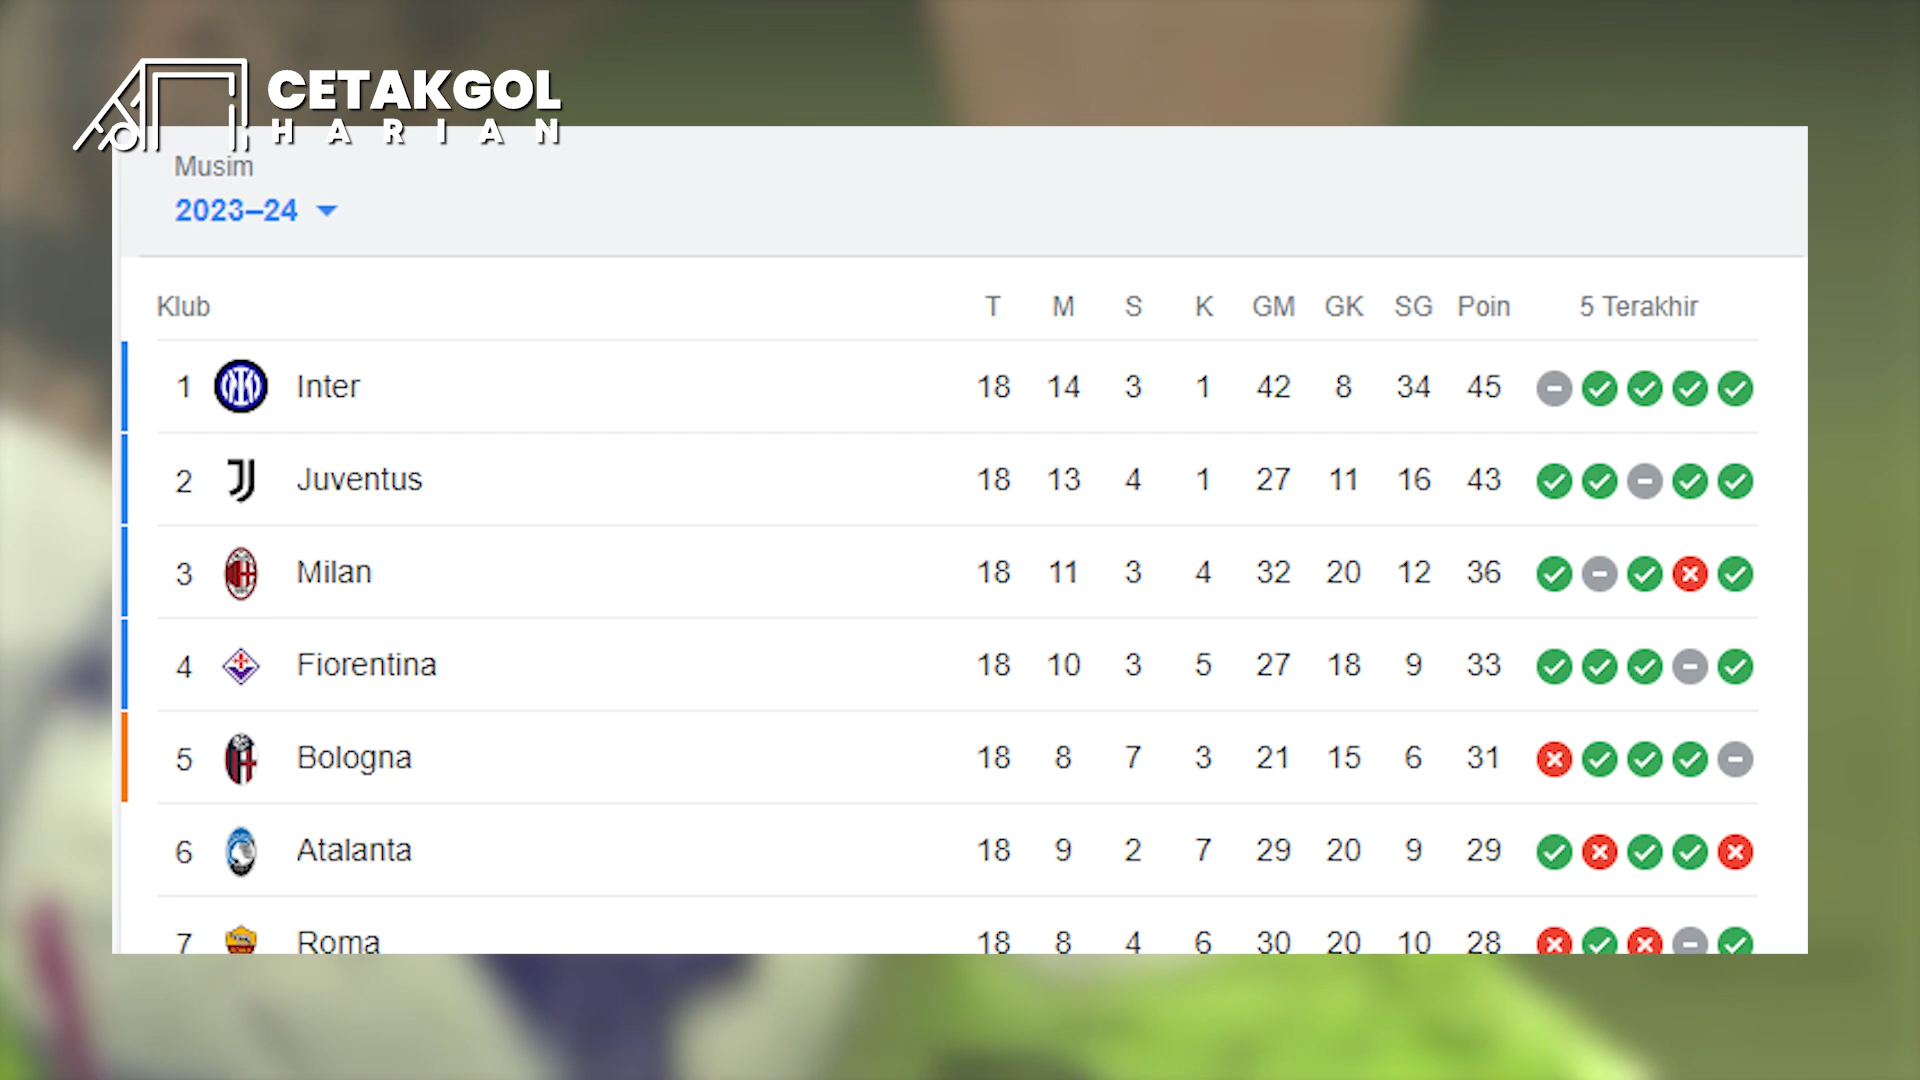 CETAKGOL
HARIAN
Musim
2023–24
Klub T M S K GM GK SG Poin 5 Terakhir
1 Inter 18 14 3 1 42 8 34 45
2 Juventus 18 13 4 1 27 11 16 43
3 Milan 18 11 3 4 32 20 12 36
4 Fiorentina 18 10 3 5 27 18 9 33
5 Bologna 18 8 7 3 21 15 6 31
6 Atalanta 18 9 2 7 29 20 9 29
7 Roma 18 8 4 6 30 20 10 28